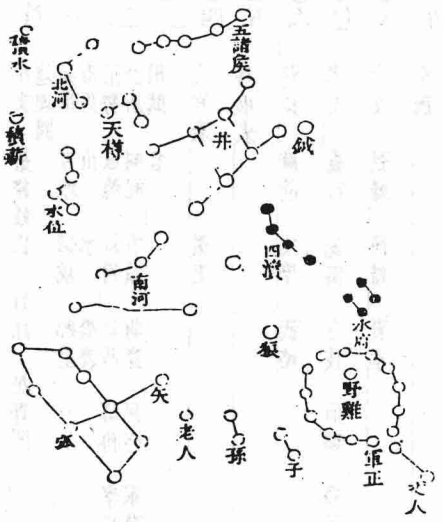 五諸侯
積水
北河
天樽
井
鉞
積薪
水位
四瀆
南河
水府
狼
野雞
矢
弧
老人
孫
子
軍正
丈人